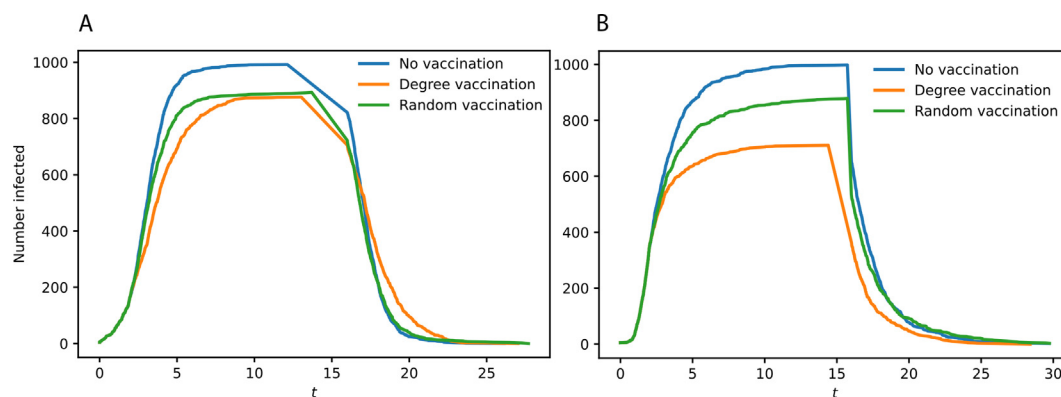 A
B
No vaccination
Degree vaccination
Random vaccination
No vaccination
Degree vaccination
Random vaccination
Number infected
1000
800
600
400
200
0
0
5
10
15
20
25
t
1000
800
600
400
200
0
0
5
10
15
20
25
30
t